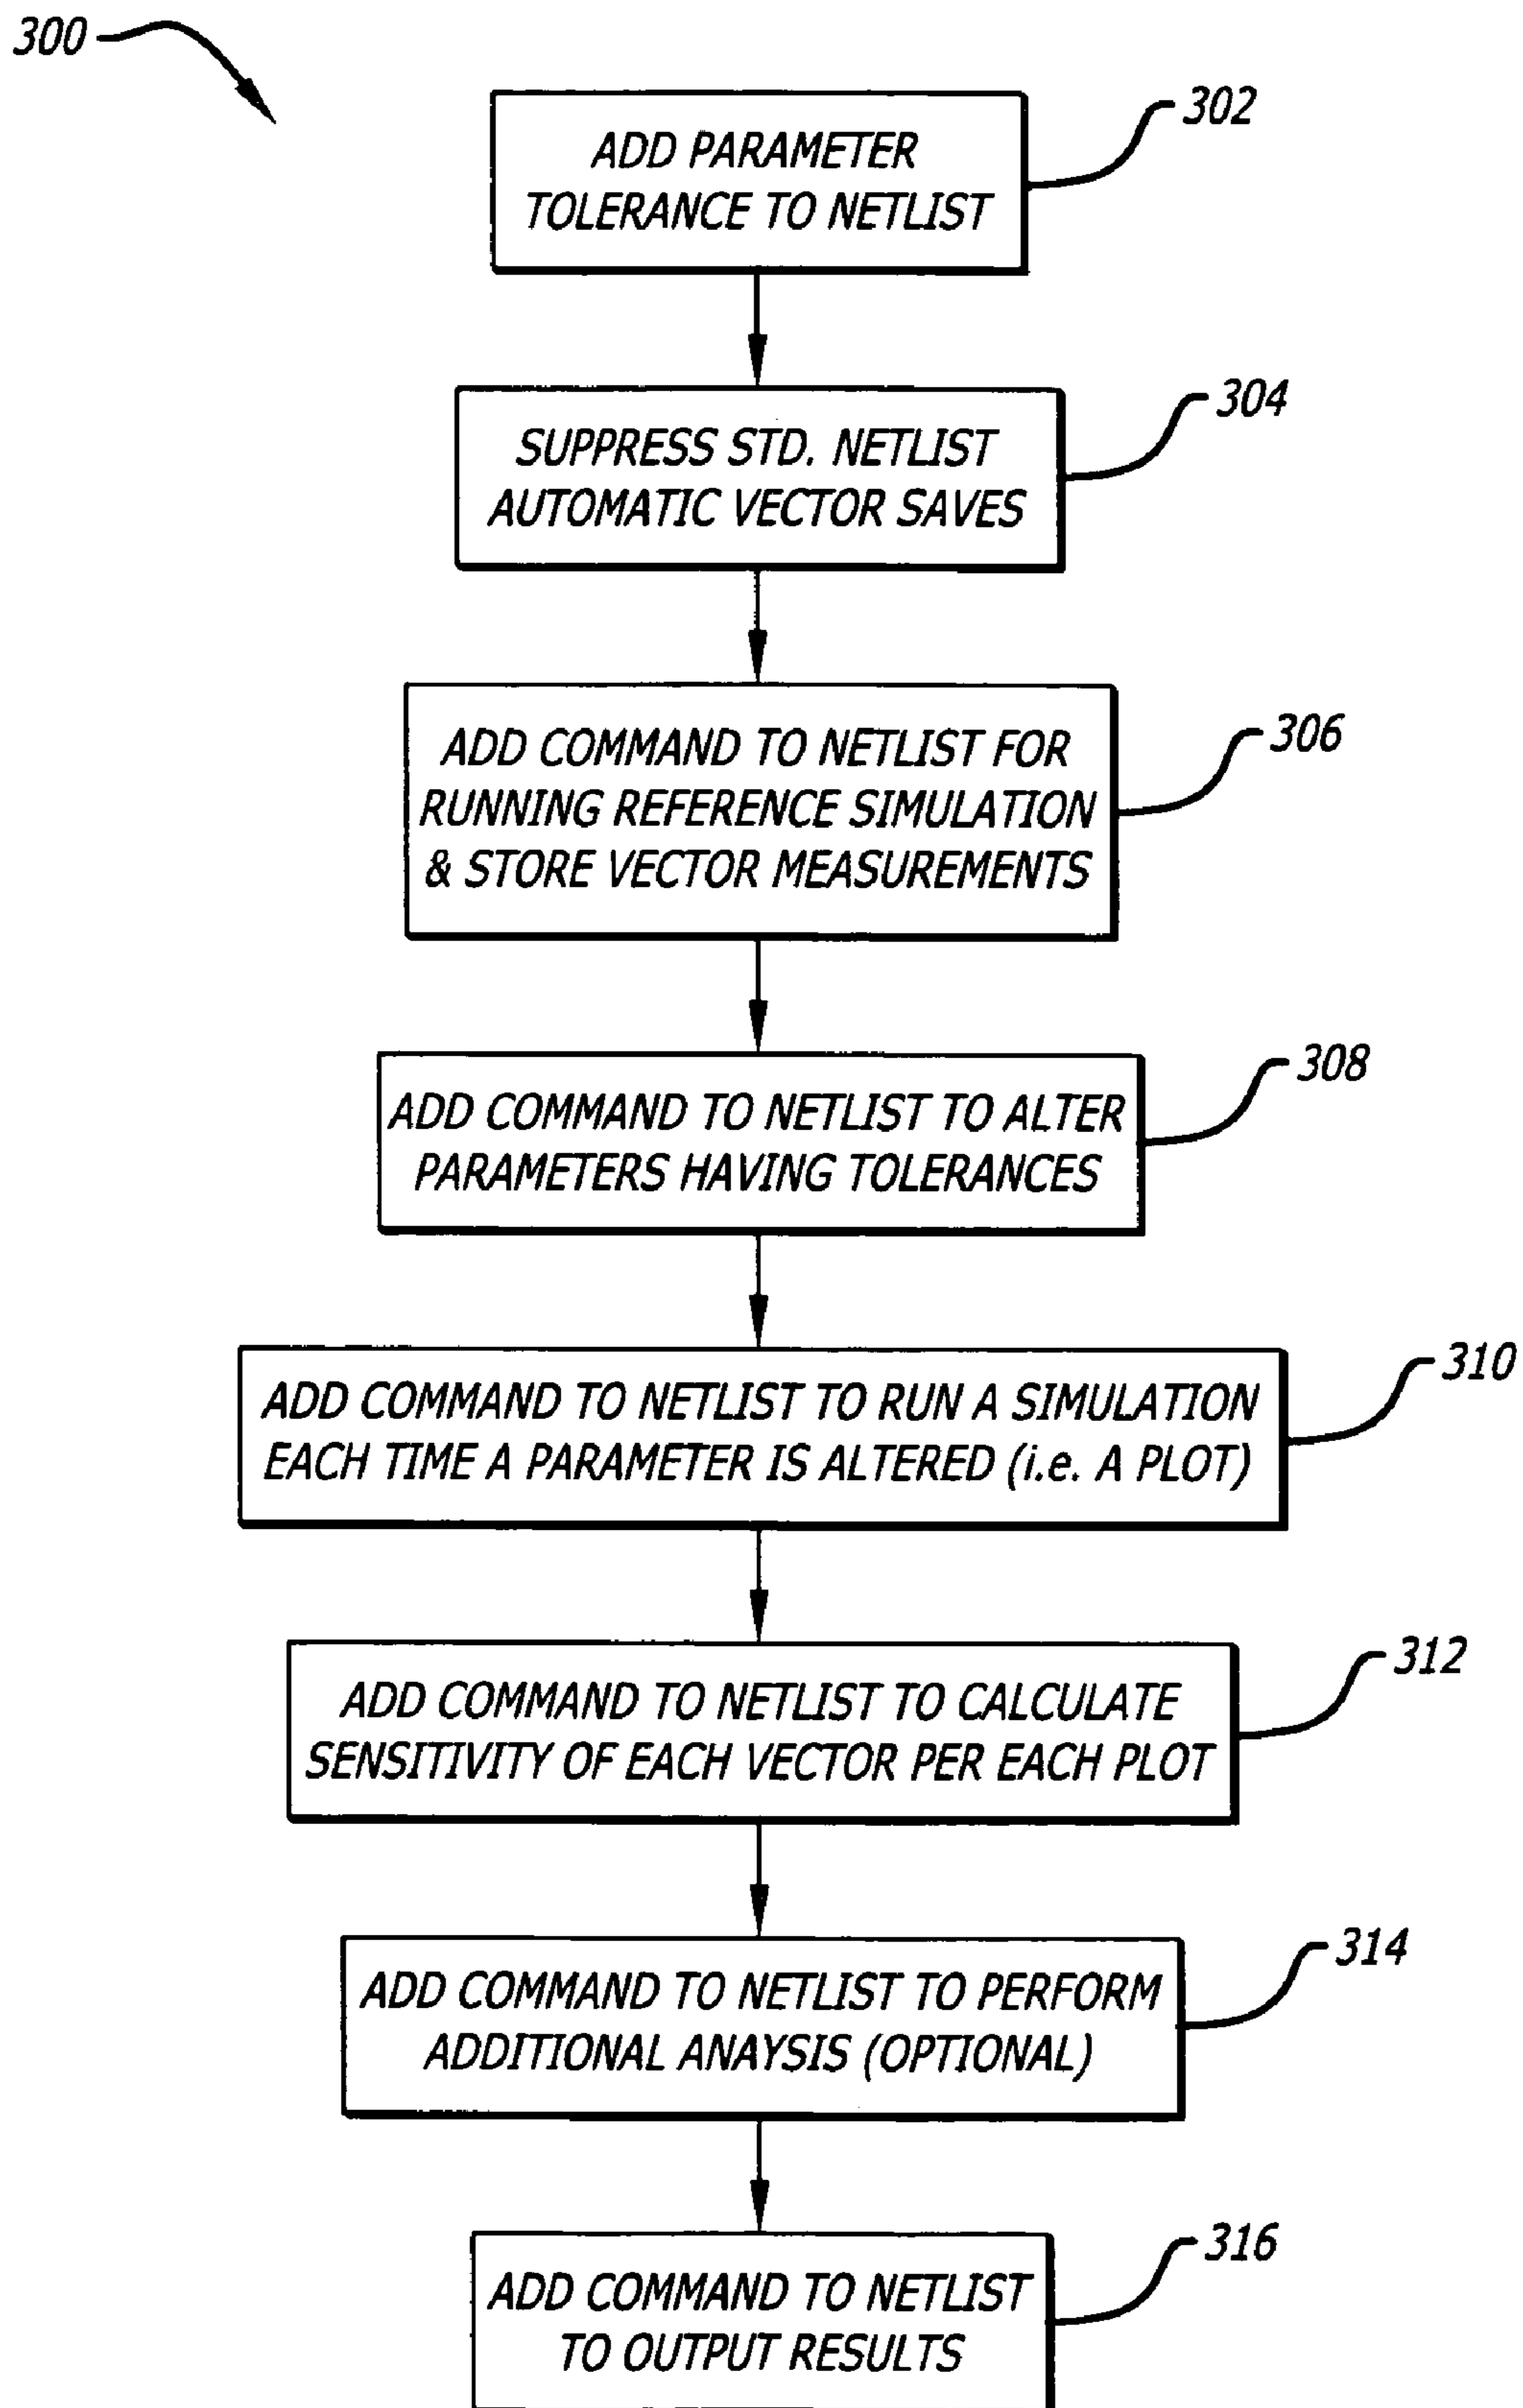 300
302
ADD PARAMETER
TOLERANCE TO NETLIST
304
SUPPRESS STD. NETLIST
AUTOMATIC VECTOR SAVES
306
ADD COMMAND TO NETLIST FOR
RUNNING REFERENCE SIMULATION
& STORE VECTOR MEASUREMENTS
308
ADD COMMAND TO NETLIST TO ALTER
PARAMETERS HAVING TOLERANCES
310
ADD COMMAND TO NETLIST TO RUN A SIMULATION
EACH TIME A PARAMETER IS ALTERED (i.e. A PLOT)
312
ADD COMMAND TO NETLIST TO CALCULATE
SENSITIVITY OF EACH VECTOR PER EACH PLOT
314
ADD COMMAND TO NETLIST TO PERFORM
ADDITIONAL ANAYSIS (OPTIONAL)
316
ADD COMMAND TO NETLIST
TO OUTPUT RESULTS